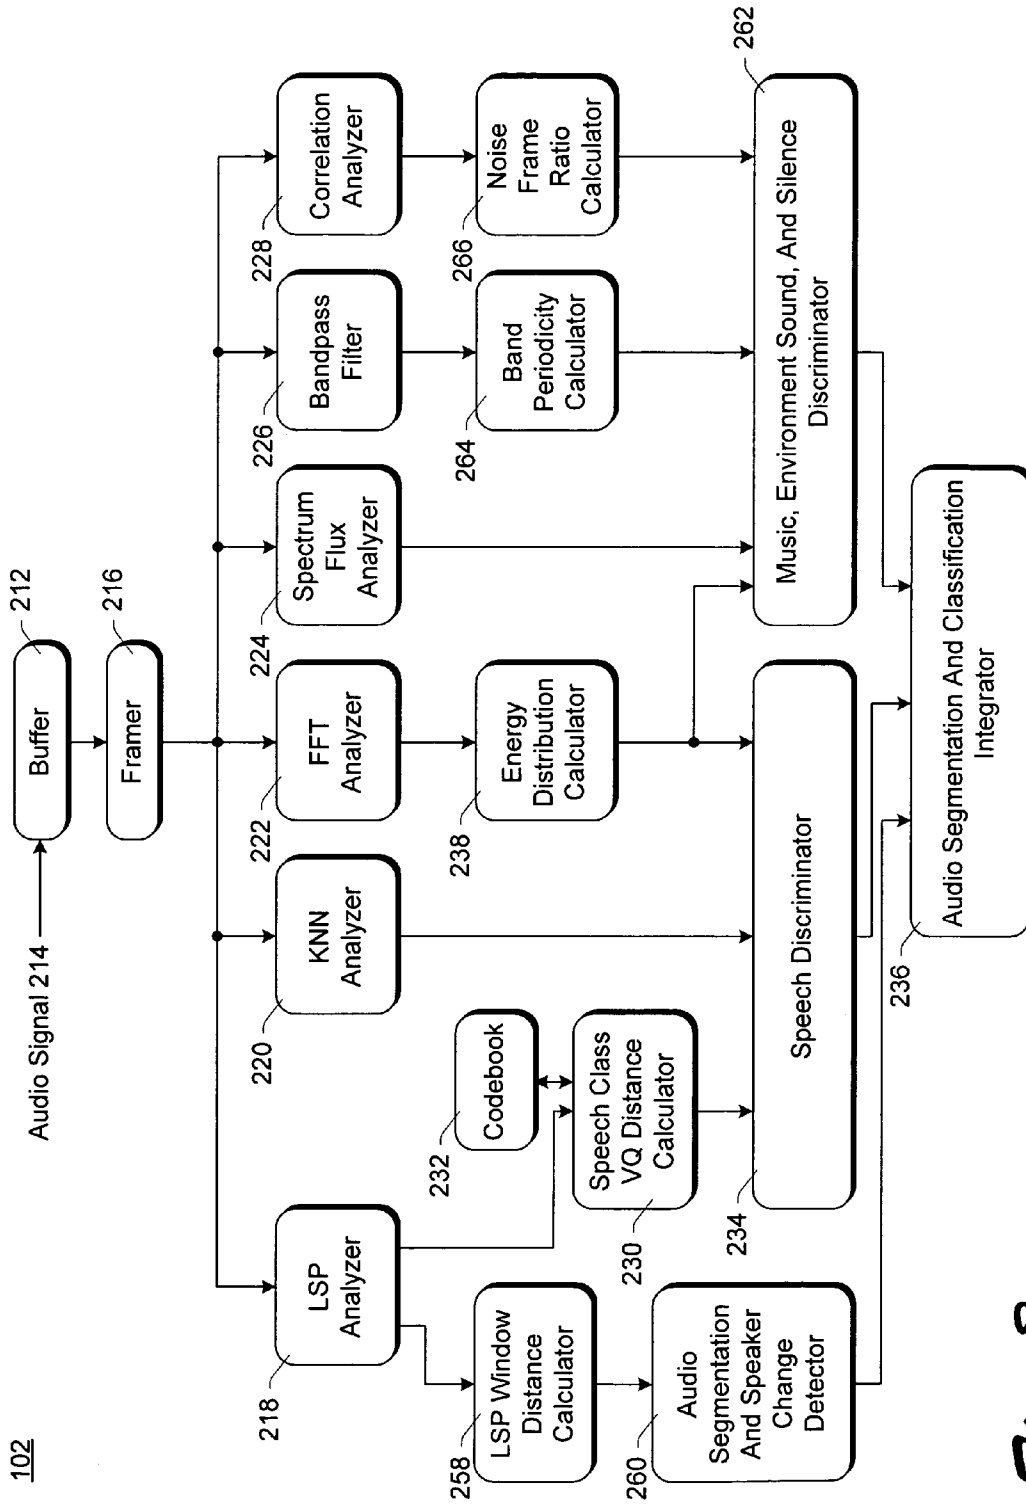 102
Audio Signal 214
Buffer
212
Framer
216
LSP
Analyzer
218
KNN
Analyzer
220
FFT
Analyzer
222
Spectrum
Flux
Analyzer
224
Bandpass
Filter
226
Correlation
Analyzer
228
Codebook
232
LSP Window
Distance
Calculator
258
Speech Class
VQ Distance
Calculator
230
Energy
Distribution
Calculator
238
Band
Periodicity
Calculator
264
Noise
Frame
Ratio
Calculator
266
Audio
Segmentation
And Speaker
Change
Detector
260
Speech Discriminator
234
Music, Environment Sound, And Silence
Discriminator
262
Audio Segmentation And Classification
Integrator
236